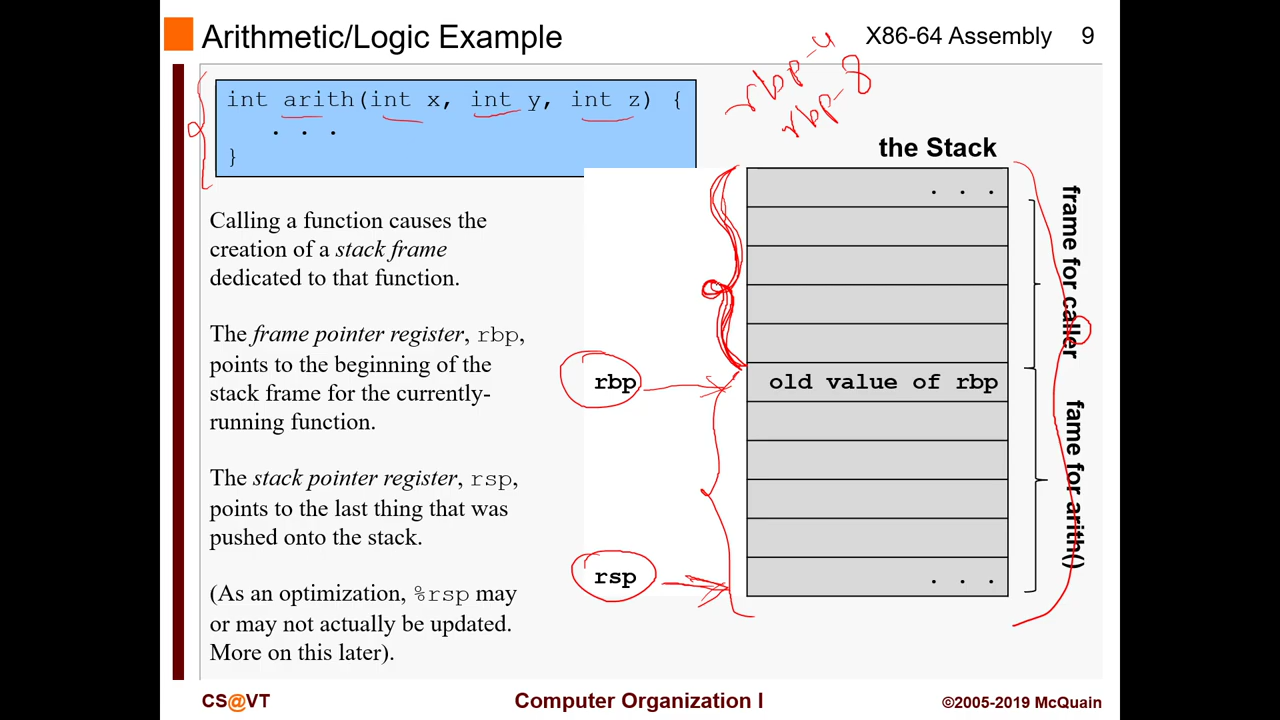 Arithmetic/Logic Example
X86-64 Assembly 9
int arith(int x, int y, int z) {
. . .
}
rbp-4
rbp-8
Calling a function causes the
creation of a stack frame
dedicated to that function.
The frame pointer register, rbp,
points to the beginning of the
stack frame for the currently-
running function.
The stack pointer register, rsp,
points to the last thing that was
pushed onto the stack.
(As an optimization, %rsp may
or may not actually be updated.
More on this later).
the Stack
. . .
rbp
old value of rbp
rsp
. . .
frame for caller
fame for arith()
CS@VT
Computer Organization I
©2005-2019 McQuain